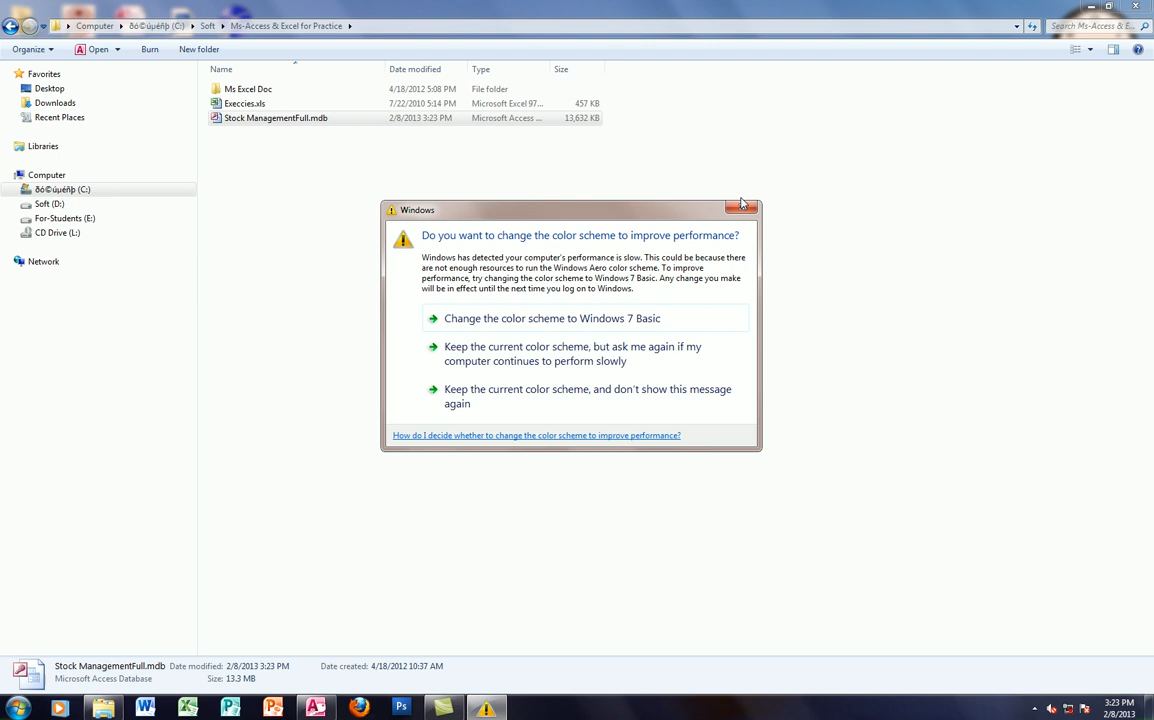 Computer ðó©úµéñþ (C:) Soft Ms-Access & Excel for Practice
Search Ms-Access & E...
Organize Open Burn New folder
Favorites
Desktop
Downloads
Recent Places
Libraries
Computer
ðó©úµéñþ (C:)
Soft (D:)
For-Students (E:)
CD Drive (L:)
Network
Name Date modified Type Size
Ms Excel Doc 4/18/2012 5:08 PM File folder
Execcies.xls 7/22/2010 5:14 PM Microsoft Excel 97... 457 KB
Stock ManagementFull.mdb 2/8/2013 3:23 PM Microsoft Access ... 13,632 KB
Windows
Do you want to change the color scheme to improve performance?
Windows has detected your computer's performance is slow. This could be because there
are not enough resources to run the Windows Aero color scheme. To improve
performance, try changing the color scheme to Windows 7 Basic. Any change you make
will be in effect until the next time you log on to Windows.
Change the color scheme to Windows 7 Basic
Keep the current color scheme, but ask me again if my
computer continues to perform slowly
Keep the current color scheme, and don't show this message
again
How do I decide whether to change the color scheme to improve performance?
Stock ManagementFull.mdb Date modified: 2/8/2013 3:23 PM Date created: 4/18/2012 10:37 AM
Microsoft Access Database Size: 13.3 MB
3:23 PM
2/8/2013